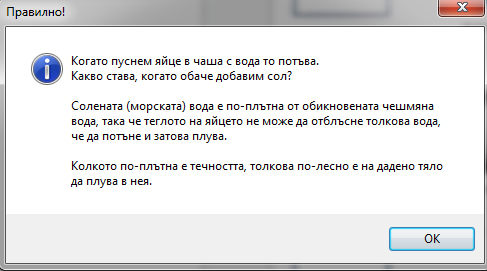 Правилно!
Когато пуснем яйце в чаша с вода то потъва.
Какво става, когато обаче добавим сол?
Солената (морската) вода е по-плътна от обикновената чешмяна
вода, така че теглото на яйцето не може да отблъсне толкова вода,
че да потъне и затова плува.
Колкото по-плътна е течността, толкова по-лесно е на дадено тяло
да плува в нея.
OK